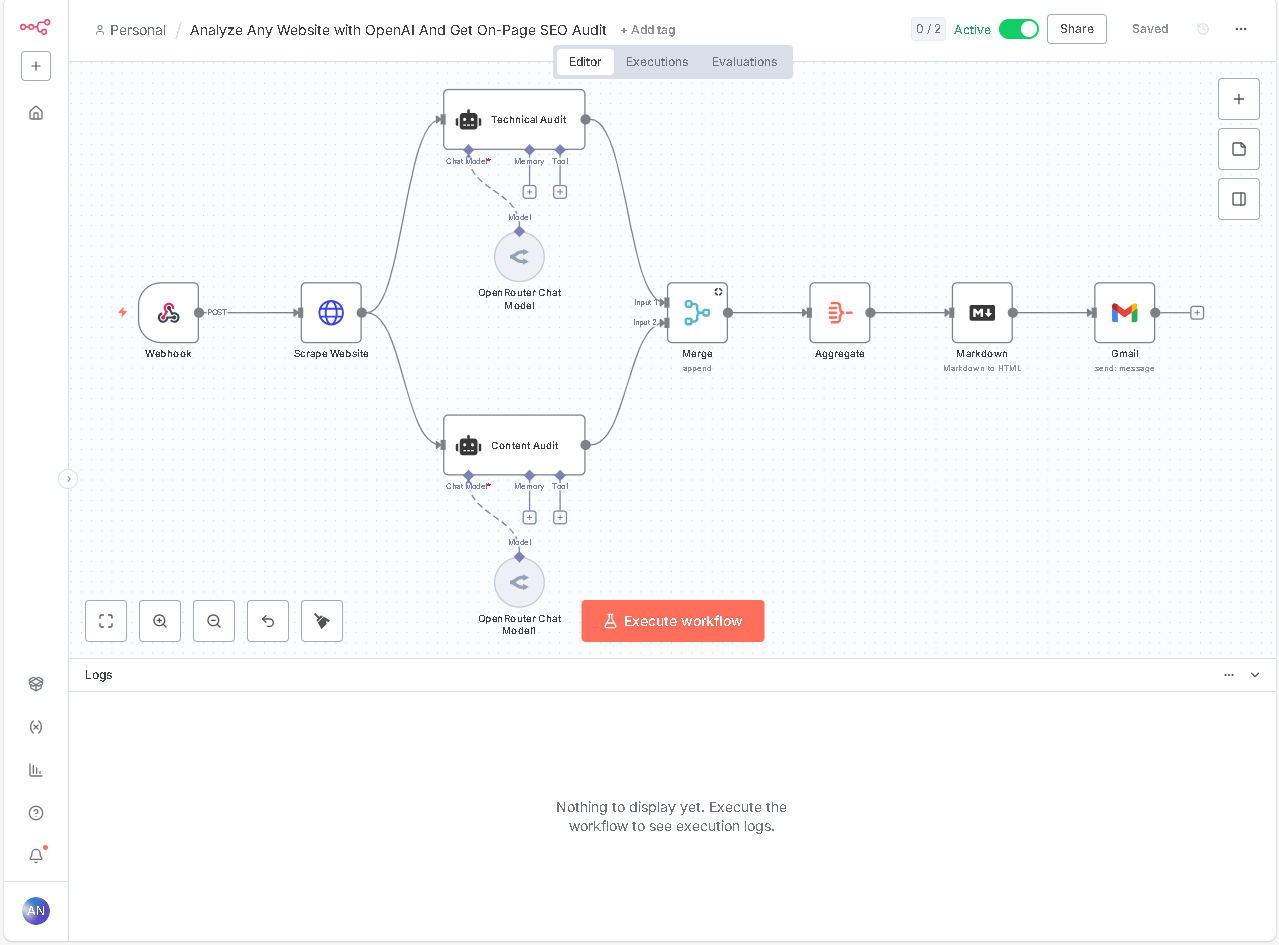 Personal / Analyze Any Website with OpenAI And Get On-Page SEO Audit + Add tag
0 / 2 Active Share Saved
Editor Executions Evaluations
Technical Audit
Chat Model* Memory Tool
Model
OpenRouter Chat
Model
POST
Input 1
Input 2
Webhook
Scrape Website
Merge
append
Aggregate
Markdown
Markdown to HTML
Gmail
send: message
Content Audit
Chat Model* Memory Tool
Model
OpenRouter Chat
Model1
Execute workflow
Logs
Nothing to display yet. Execute the
workflow to see execution logs.
AN